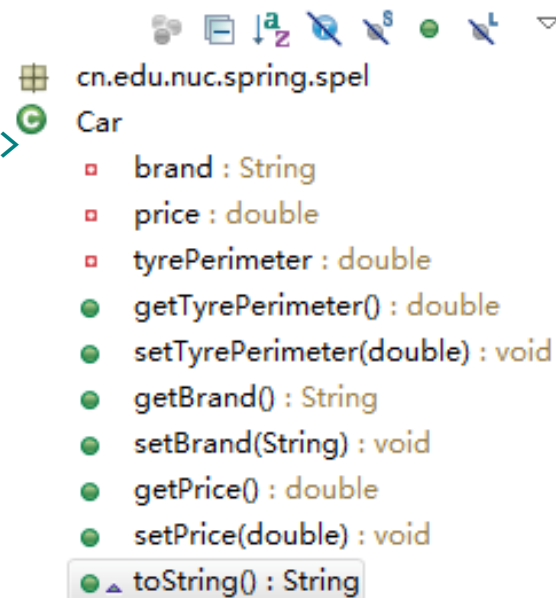 cn.edu.nuc.spring.spel
Car
brand : String
price : double
tyrePerimeter : double
getTyrePerimeter() : double
setTyrePerimeter(double) : void
getBrand() : String
setBrand(String) : void
getPrice() : double
setPrice(double) : void
toString() : String